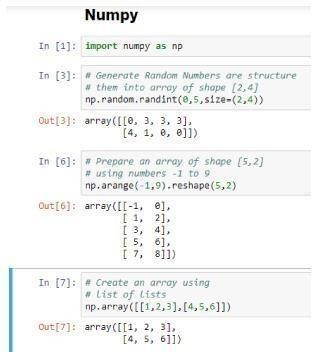 Numpy
In [1]: import numpy as np
In [3]: # Generate Random Numbers are structure
# them into array of shape [2,4]
np.random.randint(0,5,size=(2,4))
Out[3]: array([[0, 3, 3, 3],
[4, 1, 0, 0]])
In [6]: # Prepare an array of shape [5,2]
# using numbers -1 to 9
np.arange(-1,9).reshape(5,2)
Out[6]: array([[-1, 0],
[ 1, 2],
[ 3, 4],
[ 5, 6],
[ 7, 8]])
In [7]: # Create an array using
# list of lists
np.array([[1,2,3],[4,5,6]])
Out[7]: array([[1, 2, 3],
[4, 5, 6]])